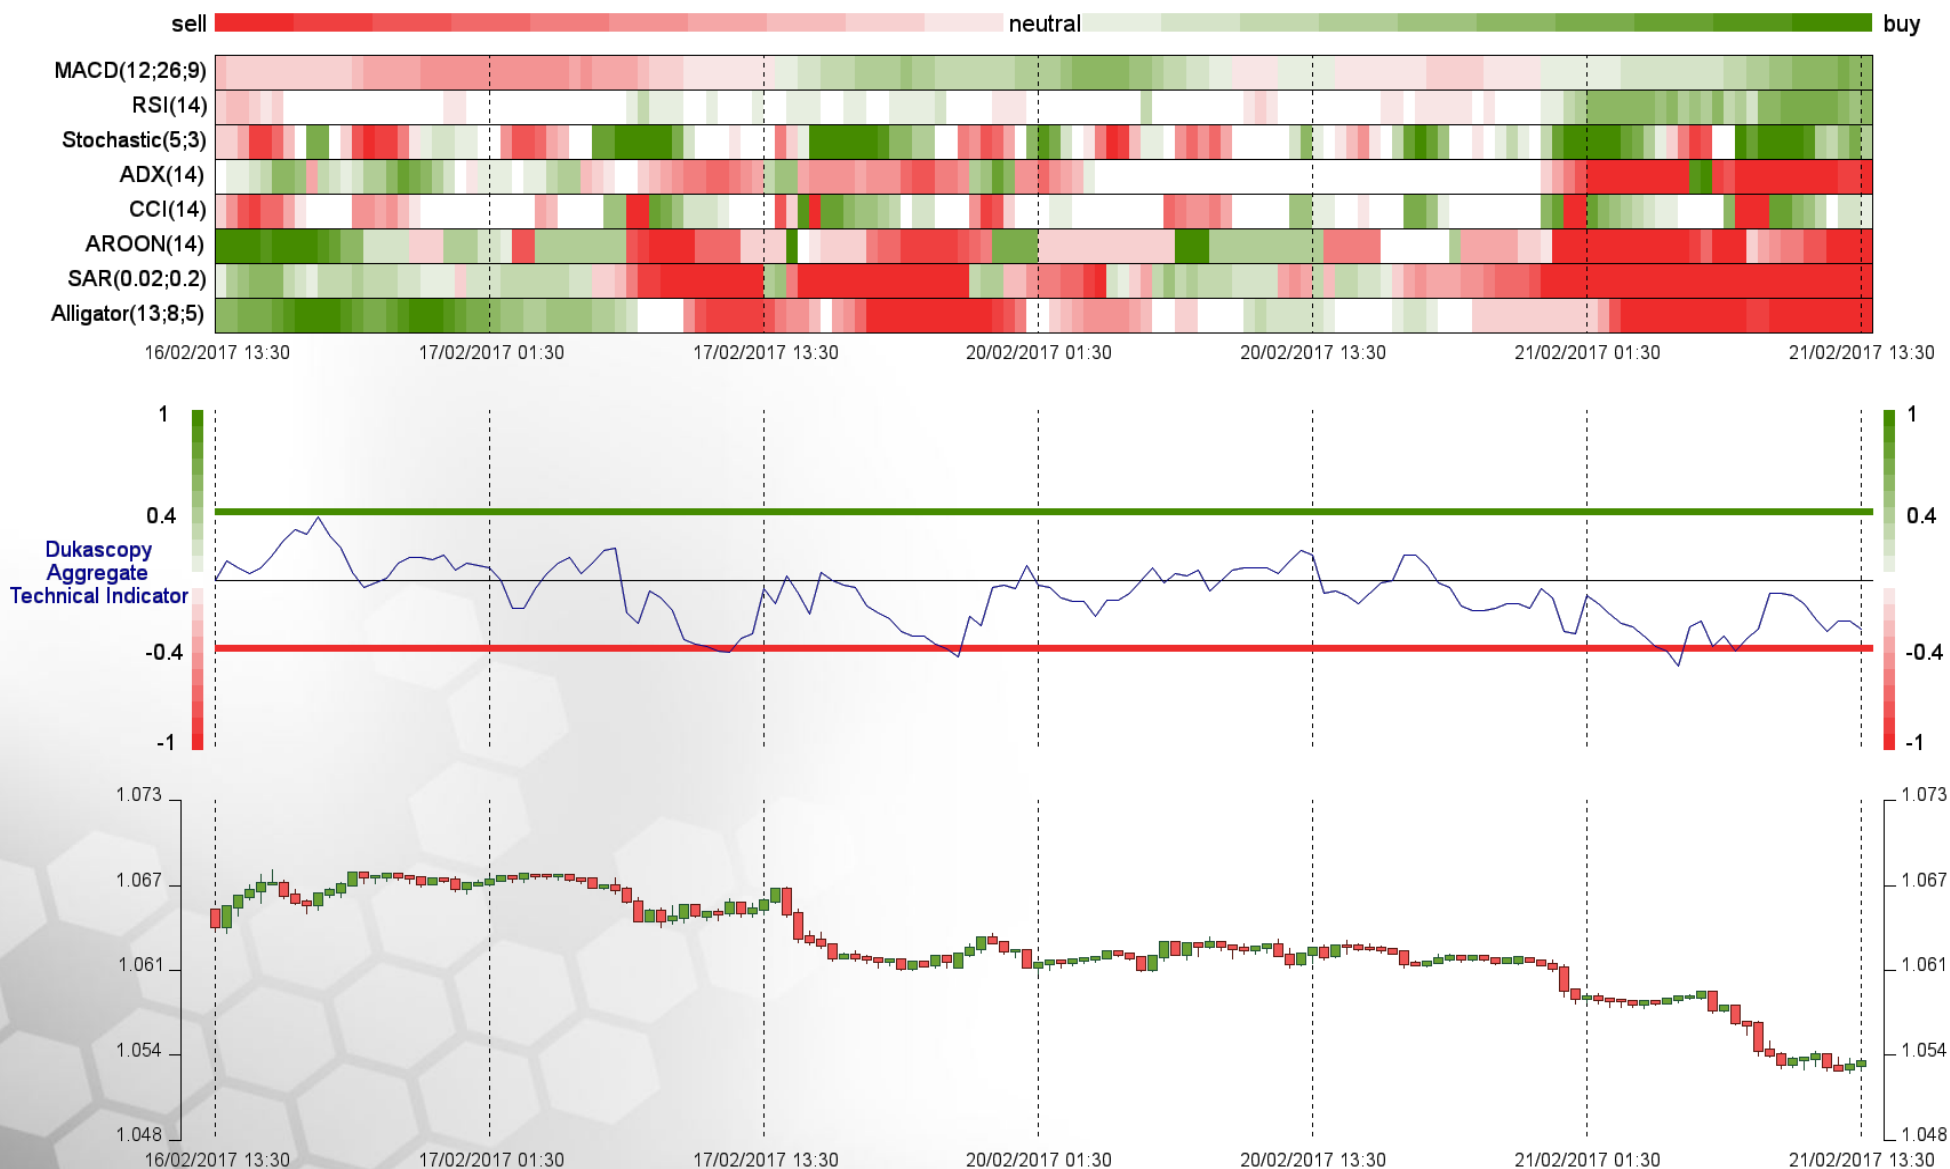 sell neutral buy
MACD(12;26;9)
RSI(14)
Stochastic(5;3)
ADX(14)
CCI(14)
AROON(14)
SAR(0.02;0.2)
Alligator(13;8;5)
16/02/2017 13:30 17/02/2017 01:30 17/02/2017 13:30 20/02/2017 01:30 20/02/2017 13:30 21/02/2017 01:30 21/02/2017 13:30
1 1
0.4 0.4
Dukascopy
Aggregate
Technical Indicator
-0.4 -0.4
-1 -1
1.073 1.073
1.067 1.067
1.061 1.061
1.054 1.054
1.048 1.048
16/02/2017 13:30 17/02/2017 01:30 17/02/2017 13:30 20/02/2017 01:30 20/02/2017 13:30 21/02/2017 01:30 21/02/2017 13:30